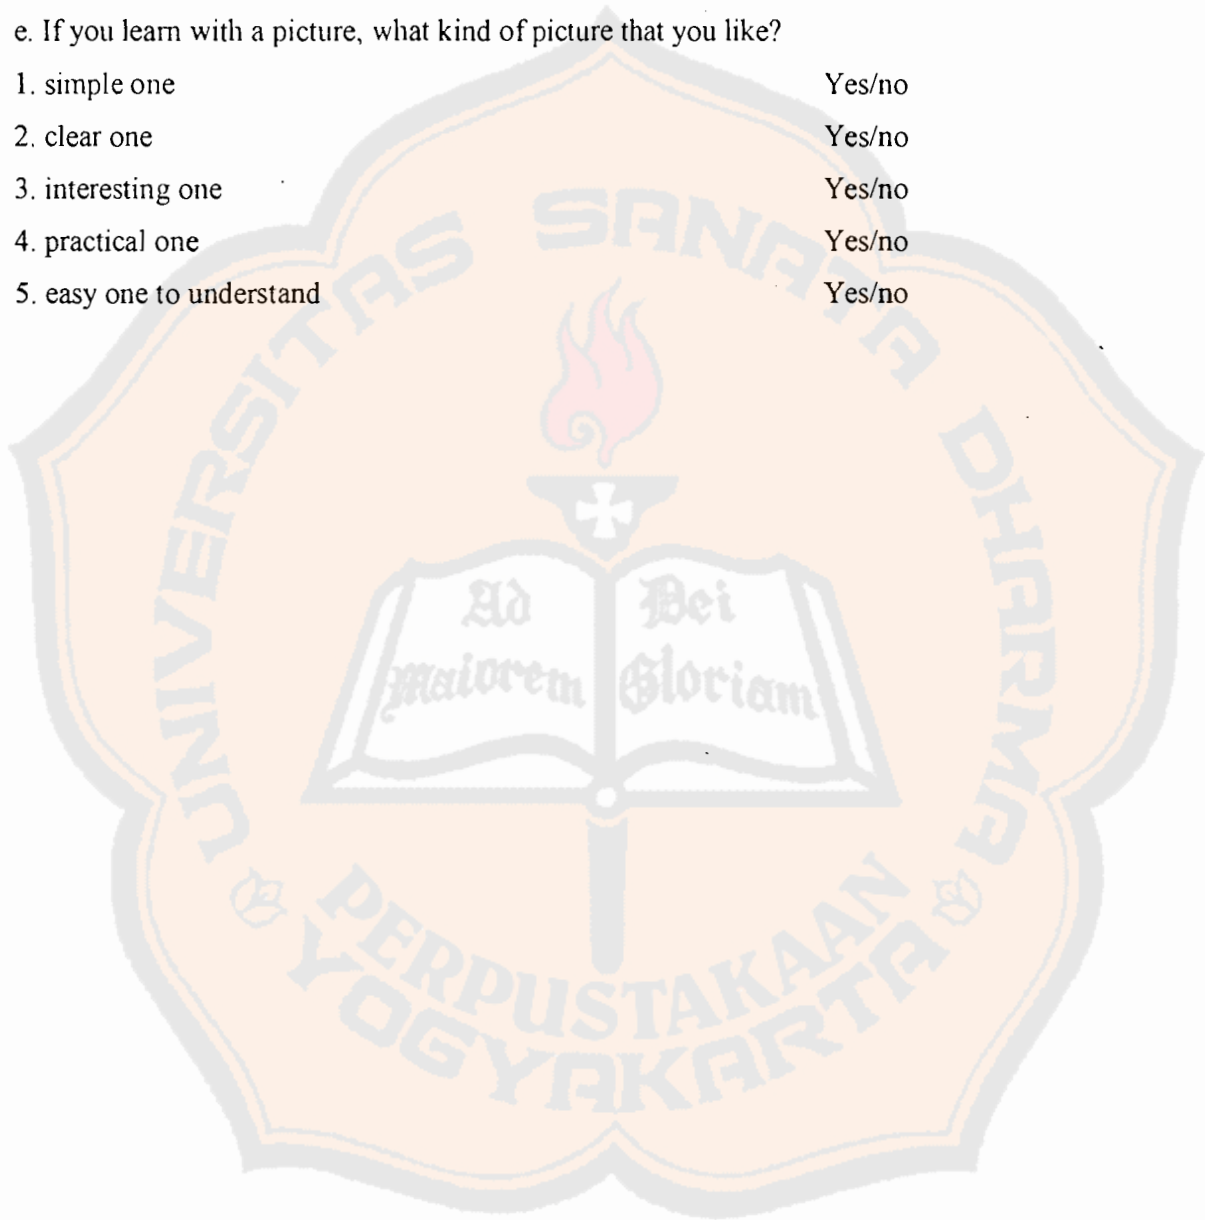 e. If you learn with a picture, what kind of picture that you like?
1. simple one Yes/no
2. clear one Yes/no
3. interesting one Yes/no
4. practical one Yes/no
5. easy one to understand Yes/no
UNIVERSITAS SANATA DHARMA
Ad Dei
maiorem Gloriam
PERPUSTAKAAN
YOGYAKARTA